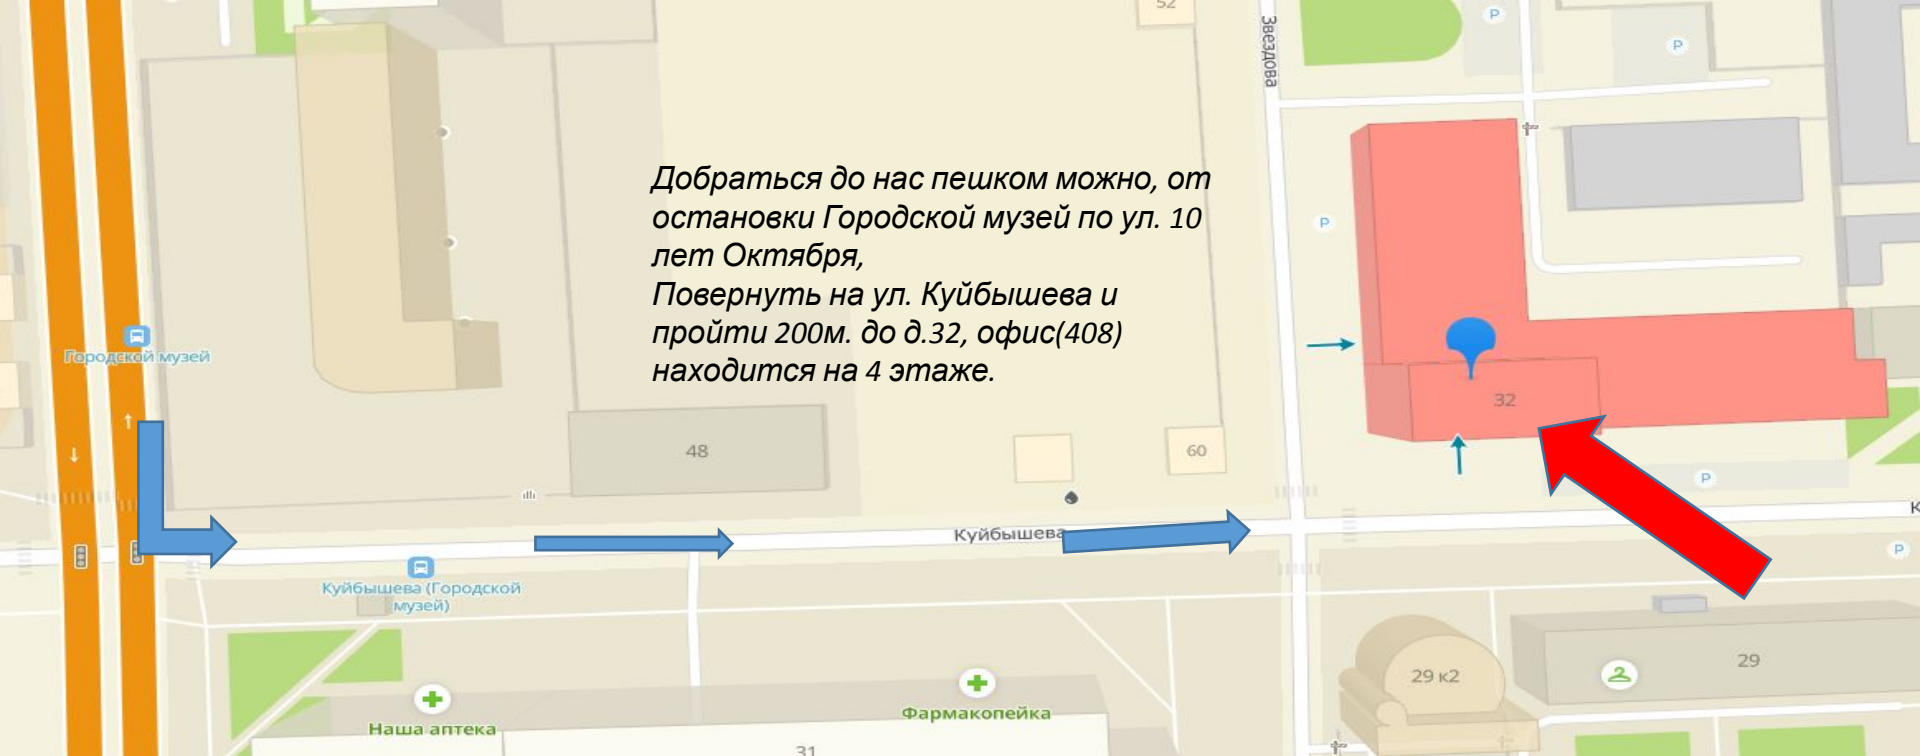 52
Звездова
P
P
Добраться до нас пешком можно, от
остановки Городской музей по ул. 10
лет Октября,
Повернуть на ул. Куйбышева и
пройти 200м. до д.32, офис(408)
находится на 4 этаже.
P
Городской музей
32
48
60
P
Куйбышева
К
P
Куйбышева (Городской
музей)
29 к2
29
Наша аптека
Фармакопейка
31